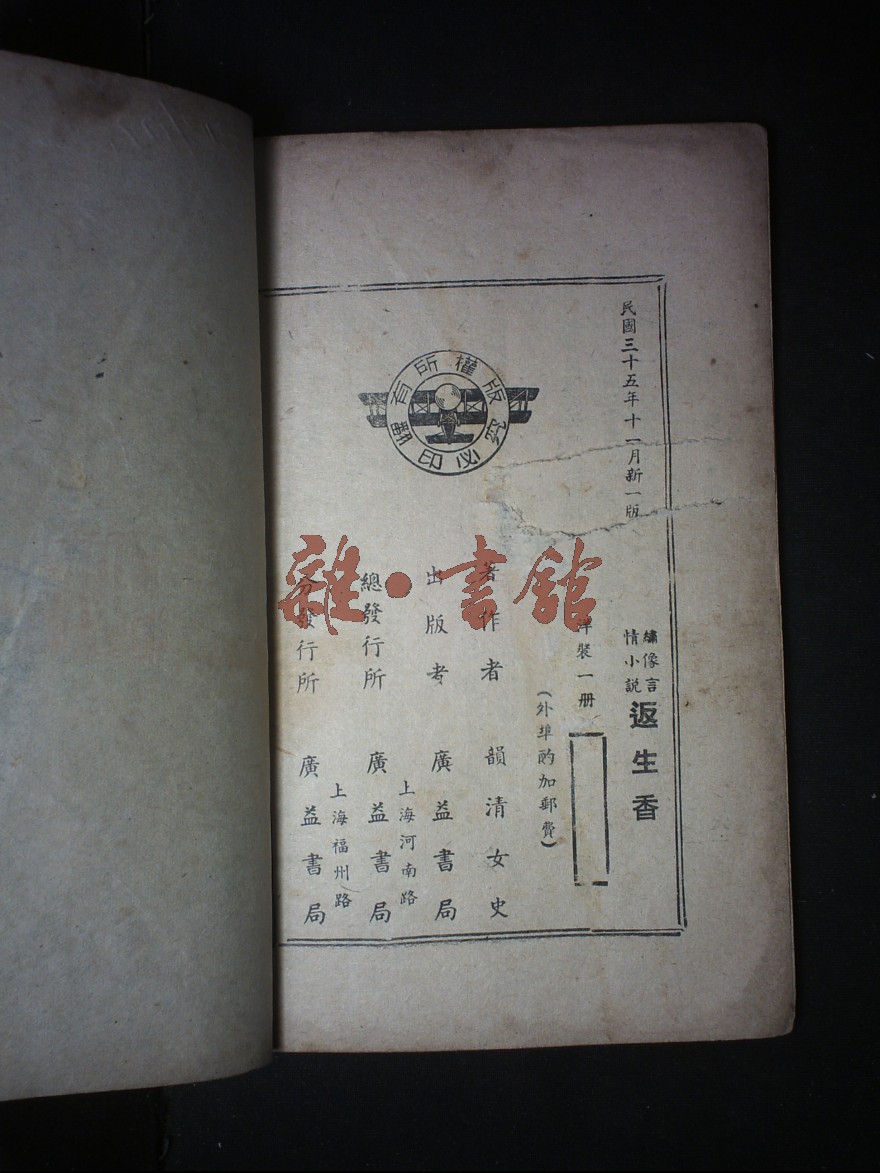 民國三十五年十一月新一版
繡像言
情小説
返生香
洋裝一册
（外埠酌加郵費）
著作者 韻清女史
出版者 廣益書局
上海河南路
總發行所 廣益書局
上海福州路
分發行所 廣益書局
版權所有
翻印必究
雜·書館